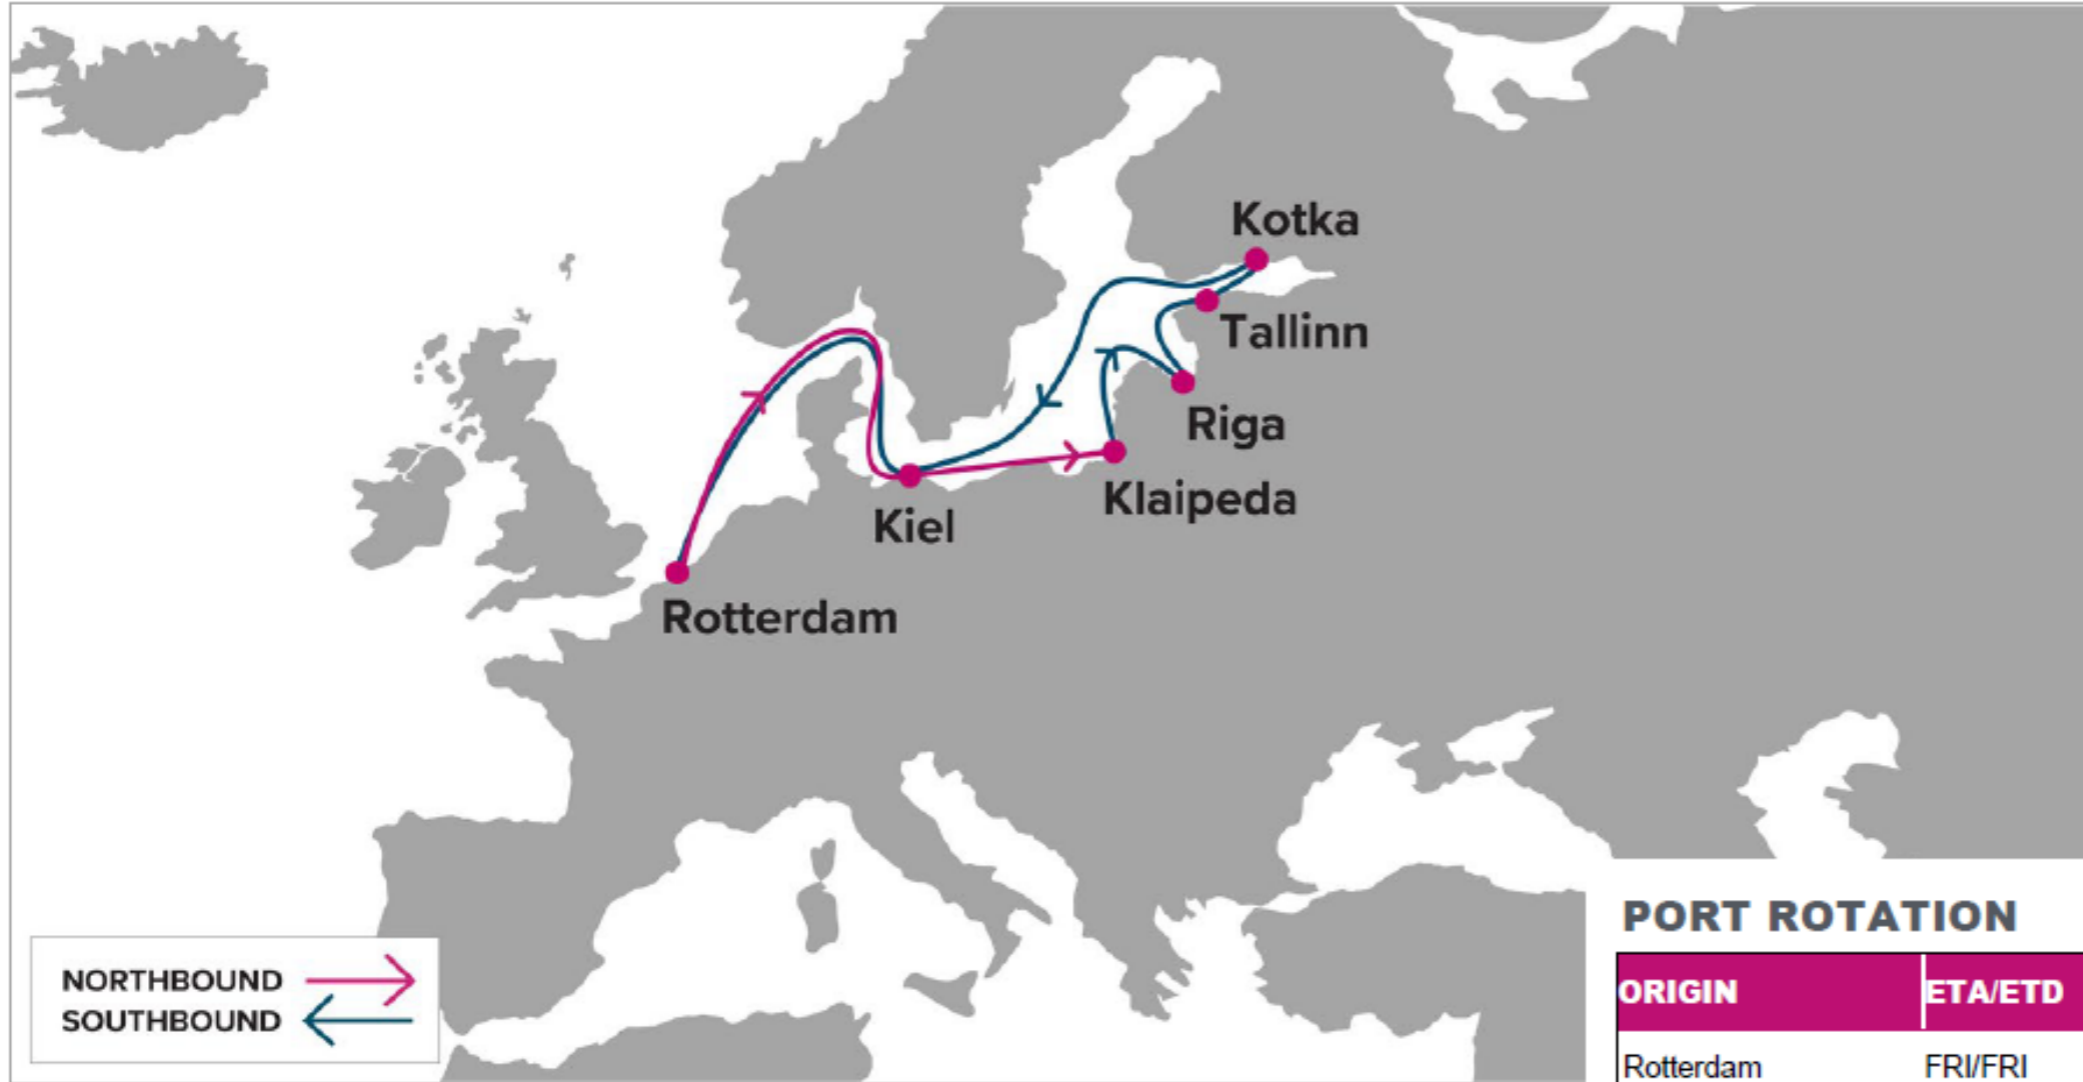 Kotka
Tallinn
Riga
Klaipeda
Kiel
Rotterdam
NORTHBOUND
SOUTHBOUND
PORT ROTATION
ORIGIN ETA/ETD
Rotterdam FRI/FRI